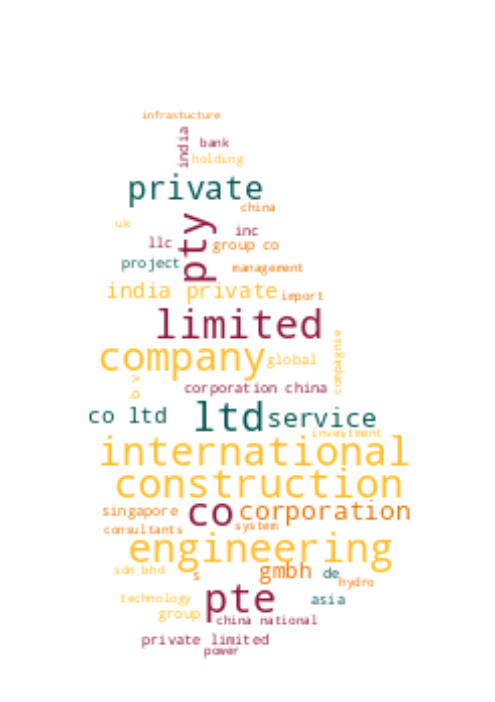 infrastucture
india
bank
holding
private
china
uk
pty
inc
llc
group co
project
management
india private
import
limited
company
global
compagnie
b v
corporation china
co ltd
ltd
service
investment
international
construction
singapore
co
corporation
consultants
system
engineering
sdn bhd
s
gmbh
de
hydro
technology
pte
asia
group
china national
private limited
power